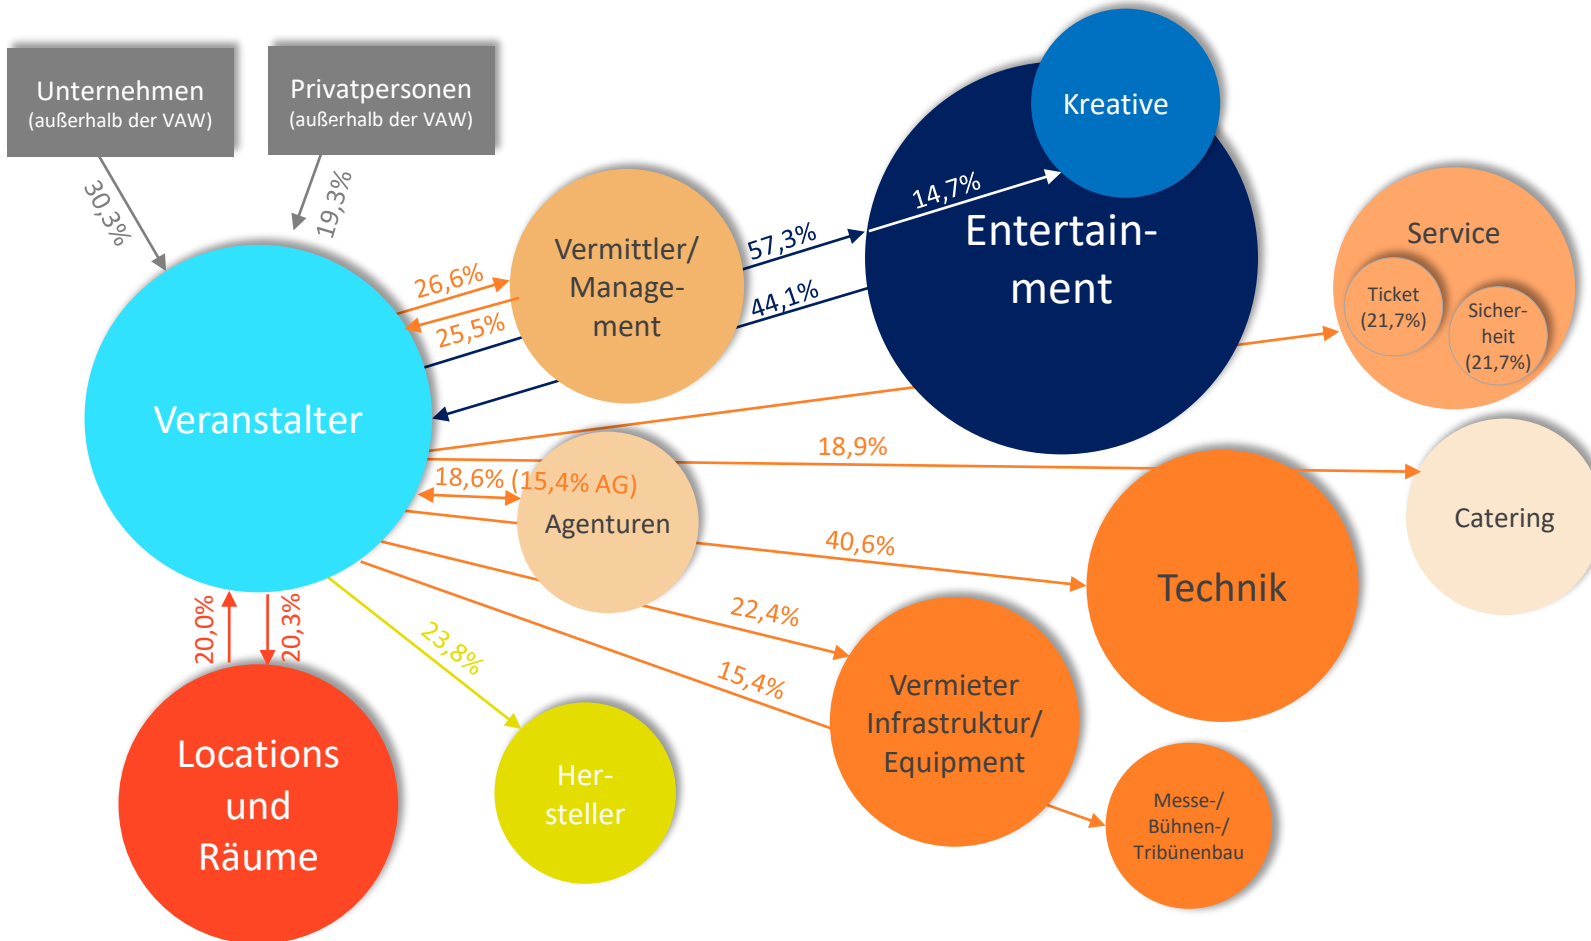 Unternehmen
(außerhalb der VAW)
Privatpersonen
(außerhalb der VAW)
30,3%
19,3%
Kreative
14,7%
Entertain-
ment
Vermittler/
Manage-
ment
57,3%
44,1%
26,6%
25,5%
Service
Ticket
(21,7%)
Sicher-
heit
(21,7%)
Veranstalter
18,9%
18,6% (15,4% AG)
Agenturen
Catering
40,6%
Technik
22,4%
15,4%
23,8%
20,0%
20,3%
Vermieter
Infrastruktur/
Equipment
Locations
und
Räume
Her-
steller
Messe-/
Bühnen-/
Tribünenbau